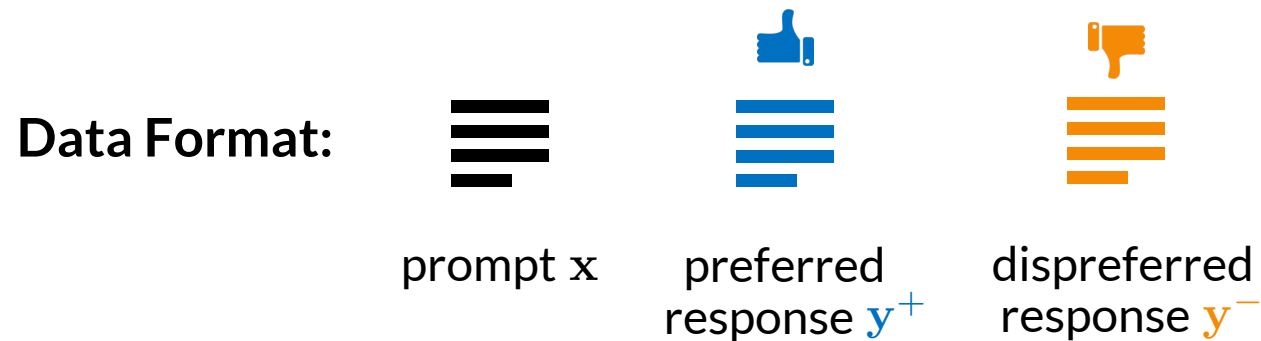 Data Format:
prompt x
preferred
response y⁺
dispreferred
response y⁻